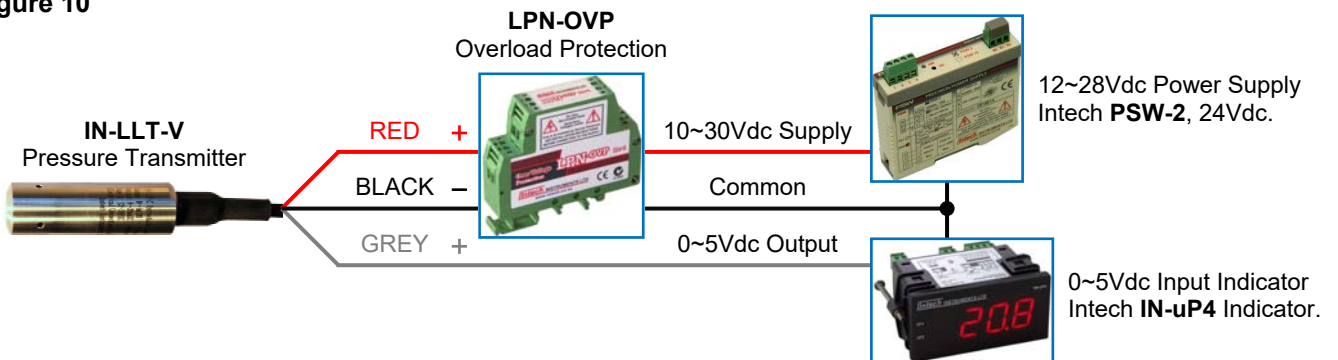 gure 10
LPN-OVP
Overload Protection
12~28Vdc Power Supply
Intech PSW-2, 24Vdc.
IN-LLT-V
Pressure Transmitter
RED +
10~30Vdc Supply
BLACK –
Common
GREY +
0~5Vdc Output
LPN-OVP
20.8
0~5Vdc Input Indicator
Intech IN-uP4 Indicator.